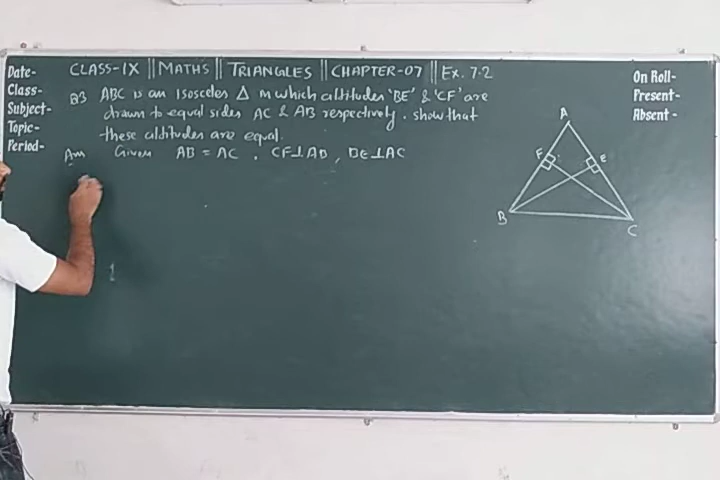 Date-
Class-
Subject-
Topic-
Period-
CLASS-IX || MATHS || TRIANGLES || CHAPTER-07 || Ex. 7.2
Q3 ABC is an Isosceles Δ in which altitudes 'BE' & 'CF' are
drawn to equal sides AC & AB respectively. show that
these altitudes are equal.
Ans Given AB = AC , CF⊥AB , BE⊥AC
A
F
E
B
C
On Roll-
Present-
Absent -